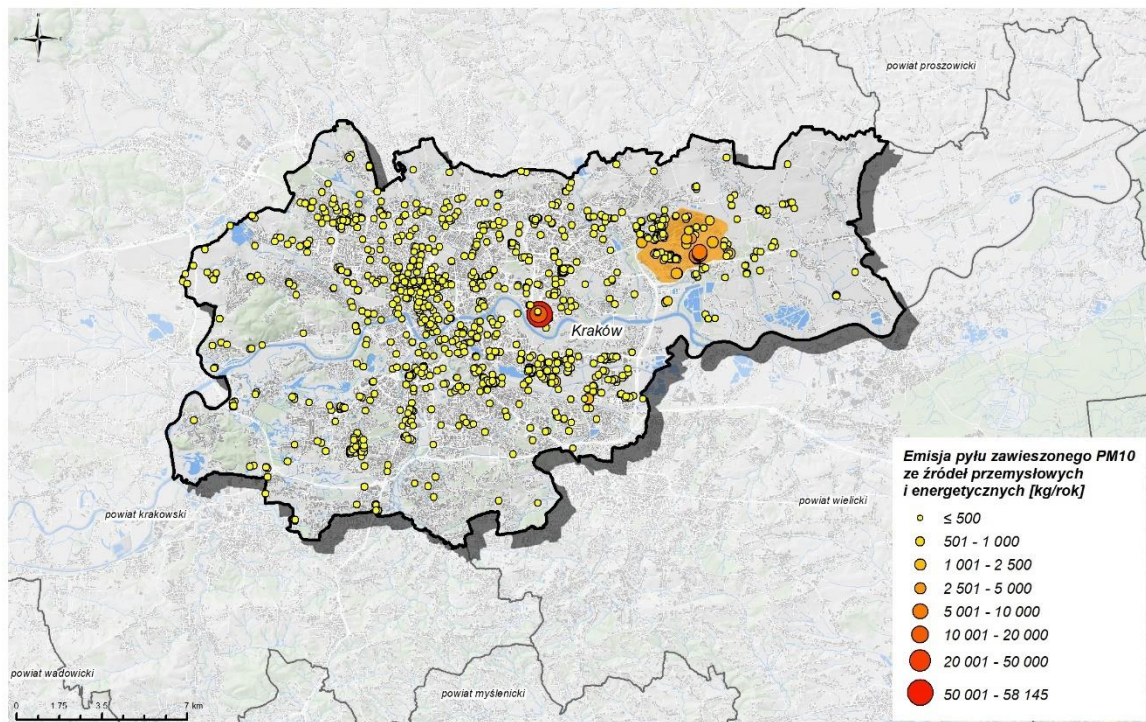 powiat proszowicki
Kraków
powiat krakowski
powiat wielicki
powiat wadowicki
powiat myślenicki
0 1.75 3.5 7 km
Emisja pyłu zawieszonego PM10
ze źródeł przemysłowych
i energetycznych [kg/rok]
≤ 500
501 - 1 000
1 001 - 2 500
2 501 - 5 000
5 001 - 10 000
10 001 - 20 000
20 001 - 50 000
50 001 - 58 145